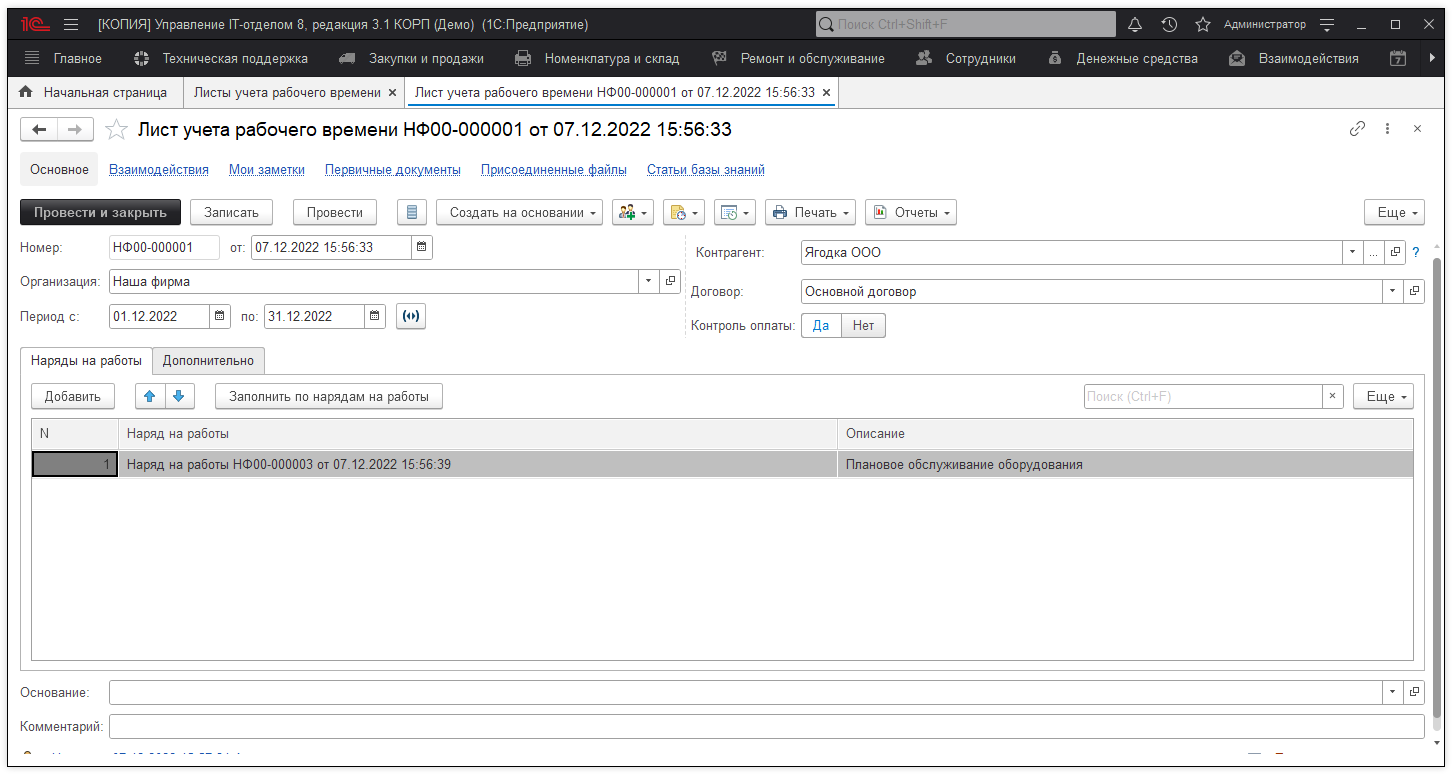 1С [КОПИЯ] Управление IT-отделом 8, редакция 3.1 КОРП (Демо) (1С:Предприятие) Поиск Ctrl+Shift+F Администратор
Главное Техническая поддержка Закупки и продажи Номенклатура и склад Ремонт и обслуживание Сотрудники Денежные средства Взаимодействия
Начальная страница Листы учета рабочего времени × Лист учета рабочего времени НФ00-000001 от 07.12.2022 15:56:33 ×
Лист учета рабочего времени НФ00-000001 от 07.12.2022 15:56:33
Основное Взаимодействия Мои заметки Первичные документы Присоединенные файлы Статьи базы знаний
Провести и закрыть Записать Провести Создать на основании Печать Отчеты Еще
Номер: НФ00-000001 от: 07.12.2022 15:56:33 Контрагент: Ягодка ООО ... ?
Организация: Наша фирма Договор: Основной договор
Период с: 01.12.2022 по: 31.12.2022 Контроль оплаты: Да Нет
Наряды на работы Дополнительно
Добавить Заполнить по нарядам на работы Поиск (Ctrl+F) × Еще
N Наряд на работы Описание
1 Наряд на работы НФ00-000003 от 07.12.2022 15:56:39 Плановое обслуживание оборудования
Основание:
Комментарий: